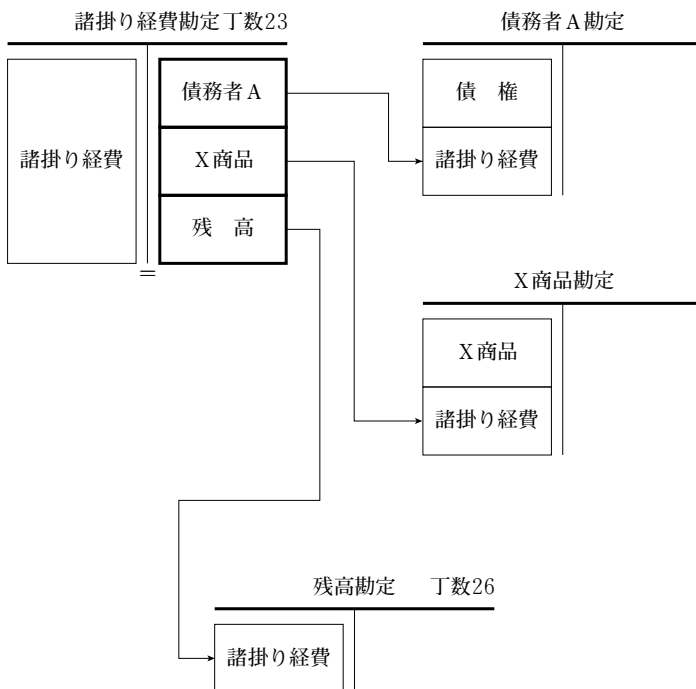 諸掛り経費勘定丁数23
諸掛り経費
債務者A
X商品
残　高
=
債務者A勘定
債　権
諸掛り経費
X商品勘定
X商品
諸掛り経費
残高勘定　丁数26
諸掛り経費